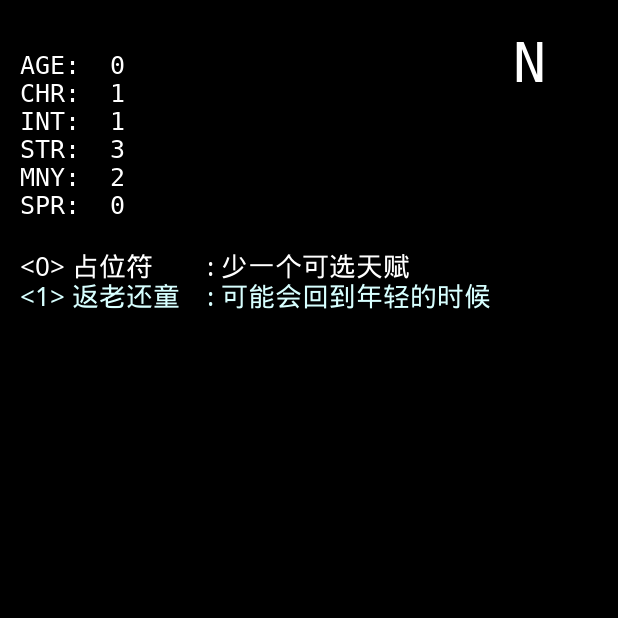 N
AGE: 0
CHR: 1
INT: 1
STR: 3
MNY: 2
SPR: 0
<0> 占位符 : 少一个可选天赋
<1> 返老还童 : 可能会回到年轻的时候